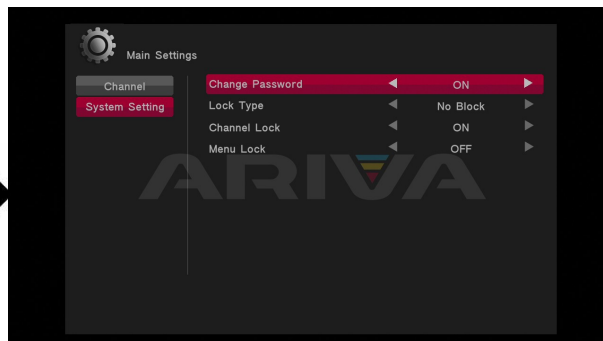 Main Settings
Channel
System Setting
Change Password ON
Lock Type No Block
Channel Lock ON
Menu Lock OFF
ARIVA